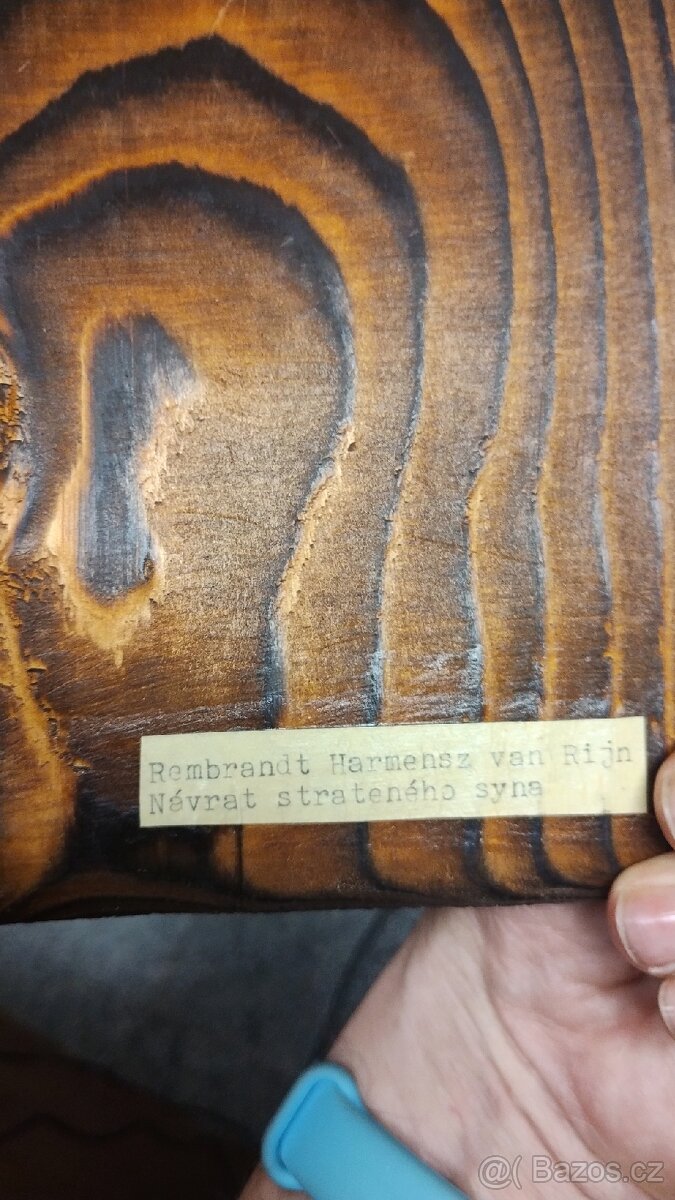 Rembrandt Harmensz van Rijn
Návrat strateného syna
@( Bazos.cz